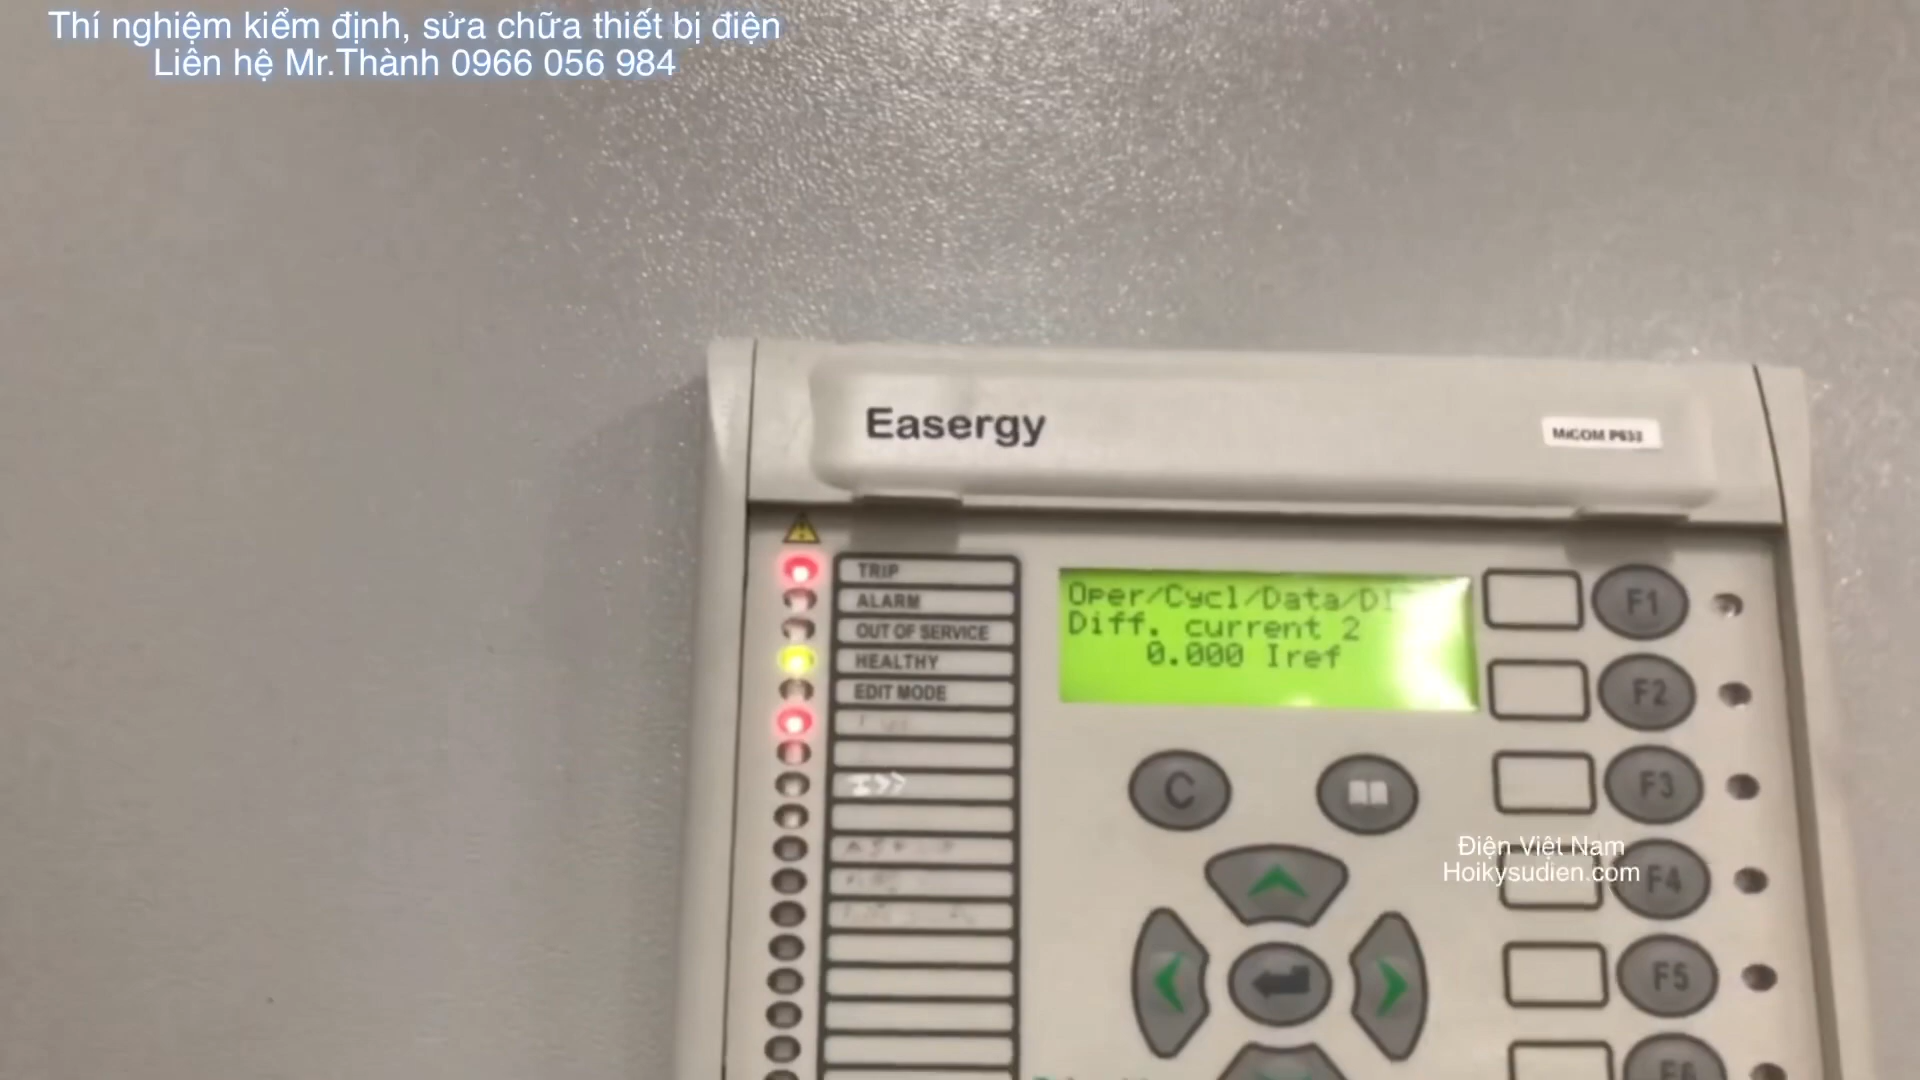 Thí nghiệm kiểm định, sửa chữa thiết bị điện
Liên hệ Mr.Thành 0966 056 984
Easergy
MiCOM P633
TRIP
ALARM
OUT OF SERVICE
HEALTHY
EDIT MODE
I>>
Oper/Cycl/Data/DI
Diff. current 2
0.000 Iref
F1
F2
F3
F4
F5
F6
C
Điện Việt Nam
Hoikysudien.com